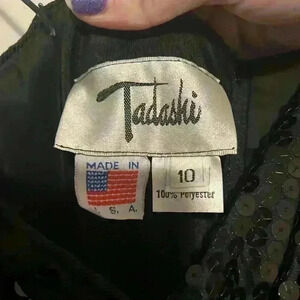 Tadashi
MADE IN
U. S. A.
10
100% Polyester